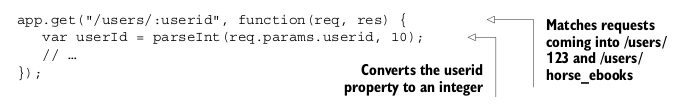 app.get("/users/:userid", function(req, res) {
var userId = parseInt(req.params.userid, 10);
// …
});
Converts the userid
property to an integer
Matches requests
coming into /users/
123 and /users/
horse_ebooks